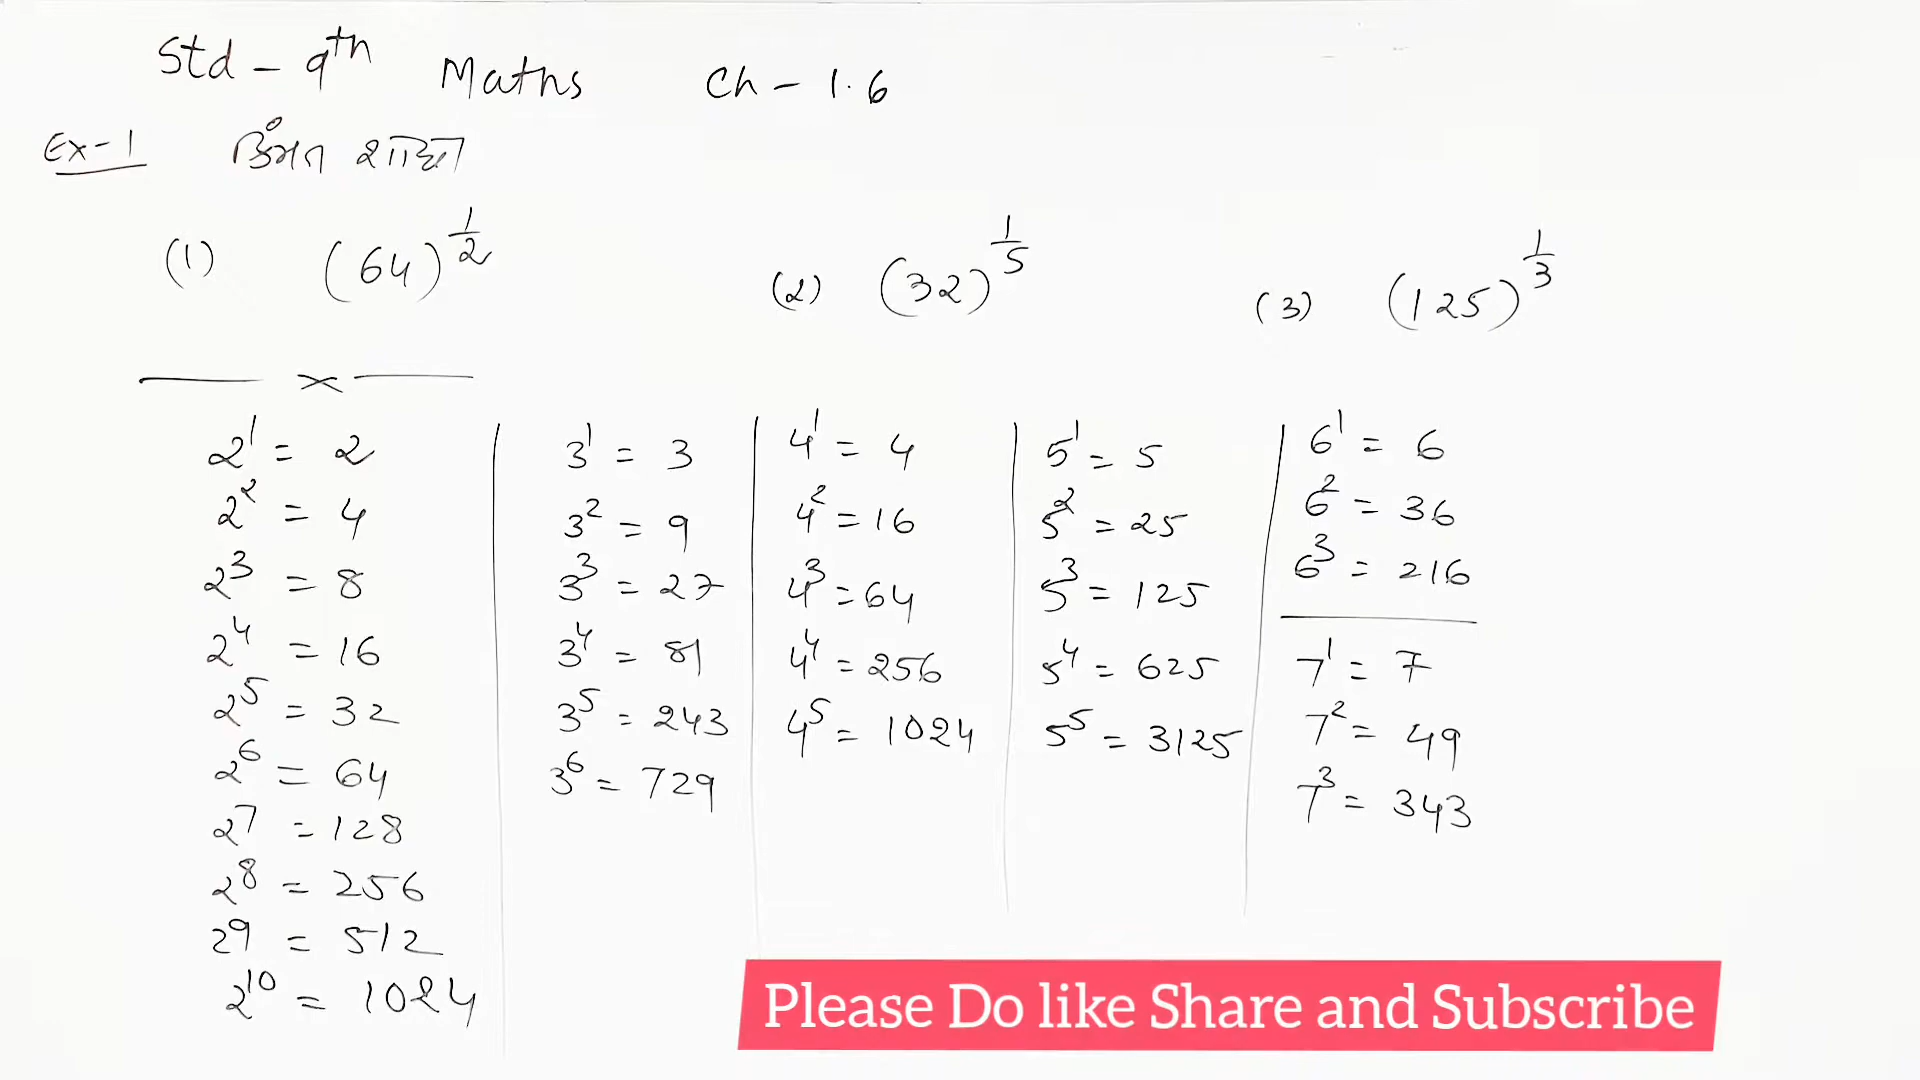 Std - 9th Maths Ch - 1.6
Ex-1 કિંમત શોધો
(1) (64)^{1/2} (2) (32)^{1/5} (3) (125)^{1/3}
—— × ——
2^1 = 2
2^2 = 4
2^3 = 8
2^4 = 16
2^5 = 32
2^6 = 64
2^7 = 128
2^8 = 256
2^9 = 512
2^10 = 1024
3^1 = 3
3^2 = 9
3^3 = 27
3^4 = 81
3^5 = 243
3^6 = 729
4^1 = 4
4^2 = 16
4^3 = 64
4^4 = 256
4^5 = 1024
5^1 = 5
5^2 = 25
5^3 = 125
5^4 = 625
5^5 = 3125
6^1 = 6
6^2 = 36
6^3 = 216
7^1 = 7
7^2 = 49
7^3 = 343
Please Do like Share and Subscribe